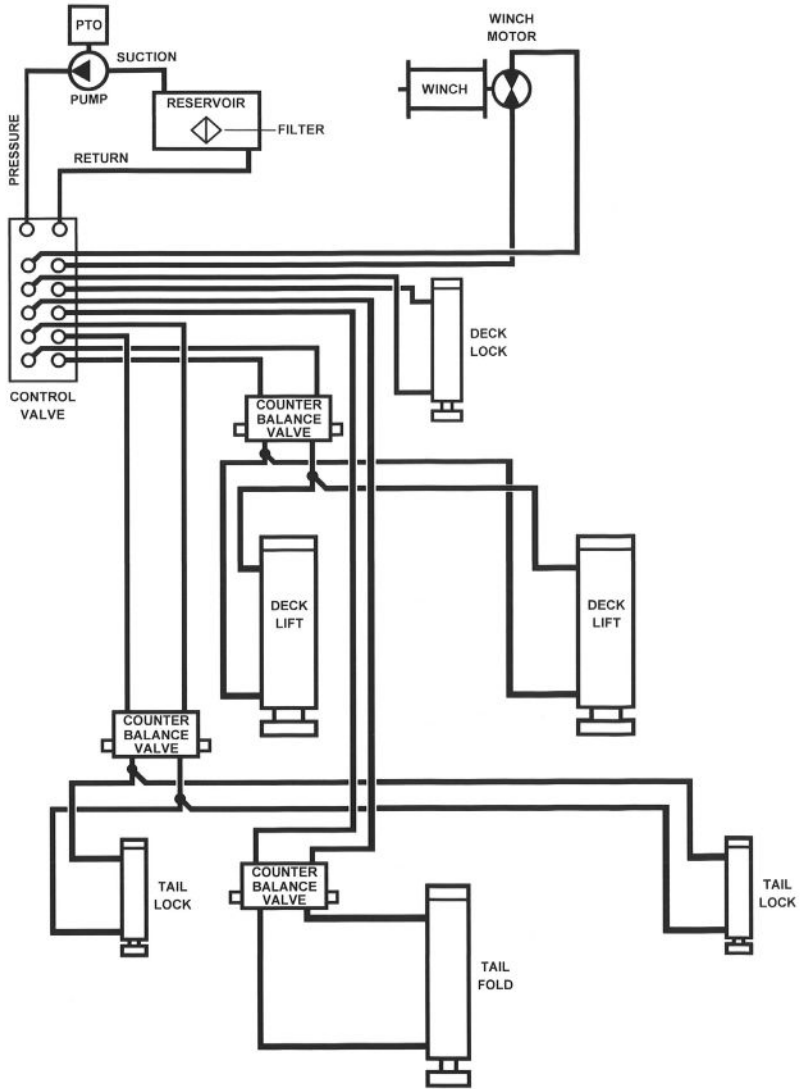 PTO
SUCTION
PUMP
RESERVOIR
FILTER
PRESSURE
RETURN
WINCH
MOTOR
WINCH
CONTROL
VALVE
DECK
LOCK
COUNTER
BALANCE
VALVE
DECK
LIFT
DECK
LIFT
COUNTER
BALANCE
VALVE
TAIL
LOCK
COUNTER
BALANCE
VALVE
TAIL
FOLD
TAIL
LOCK